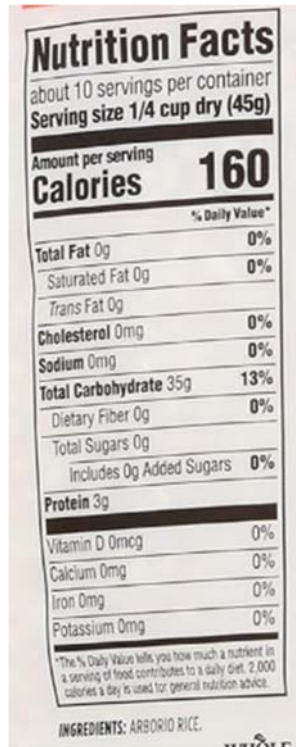 Nutrition Facts
about 10 servings per container
Serving size 1/4 cup dry (45g)
Amount per serving
Calories 160
% Daily Value*
Total Fat 0g 0%
Saturated Fat 0g 0%
Trans Fat 0g
Cholesterol 0mg 0%
Sodium 0mg 0%
Total Carbohydrate 35g 13%
Dietary Fiber 0g 0%
Total Sugars 0g
Includes 0g Added Sugars 0%
Protein 3g
Vitamin D 0mcg 0%
Calcium 0mg 0%
Iron 0mg 0%
Potassium 0mg 0%
*The % Daily Value tells you how much a nutrient in
a serving of food contributes to a daily diet. 2,000
calories a day is used for general nutrition advice.
INGREDIENTS: ARBORIO RICE.
WHOLE